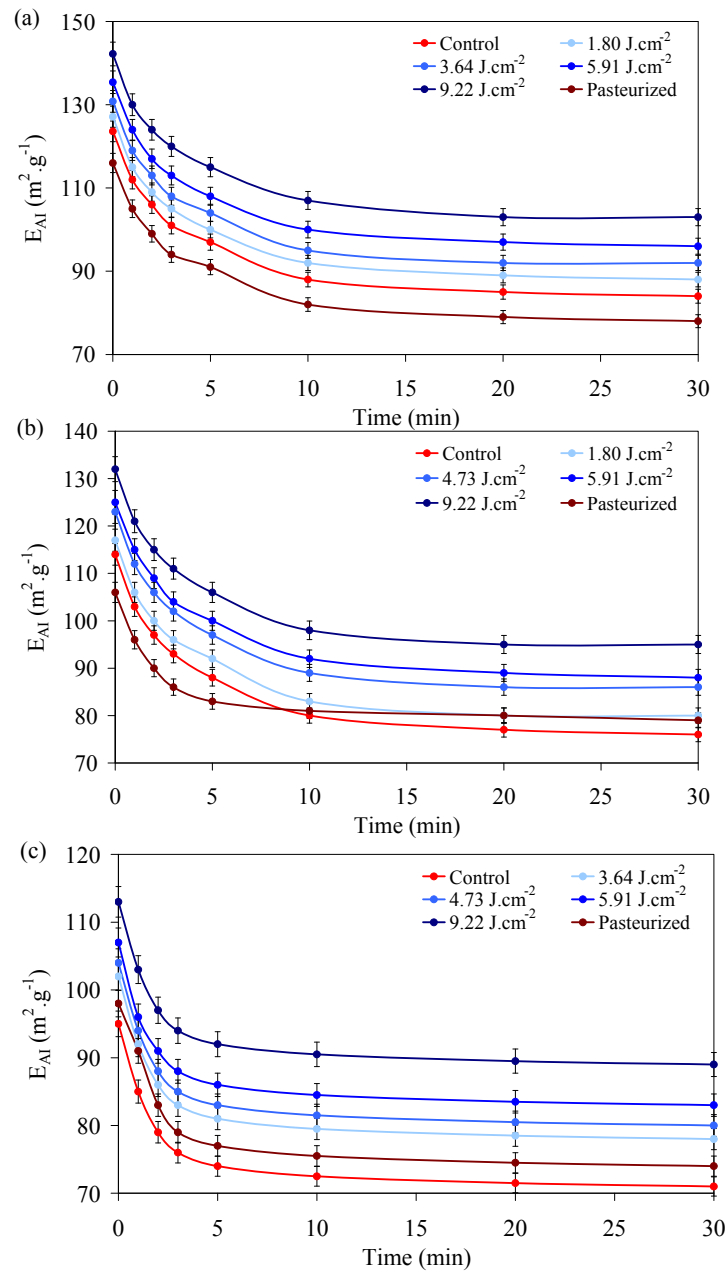 (a)
150
130
110
90
70
E_AI (m².g⁻¹)
Control
1.80 J.cm⁻²
3.64 J.cm⁻²
5.91 J.cm⁻²
9.22 J.cm⁻²
Pasteurized
0 5 10 15 20 25 30
Time (min)
(b)
140
130
120
110
100
90
80
70
E_AI (m².g⁻¹)
Control
1.80 J.cm⁻²
4.73 J.cm⁻²
5.91 J.cm⁻²
9.22 J.cm⁻²
Pasteurized
0 5 10 15 20 25 30
Time (min)
(c)
120
110
100
90
80
70
E_AI (m².g⁻¹)
Control
3.64 J.cm⁻²
4.73 J.cm⁻²
5.91 J.cm⁻²
9.22 J.cm⁻²
Pasteurized
0 5 10 15 20 25 30
Time (min)